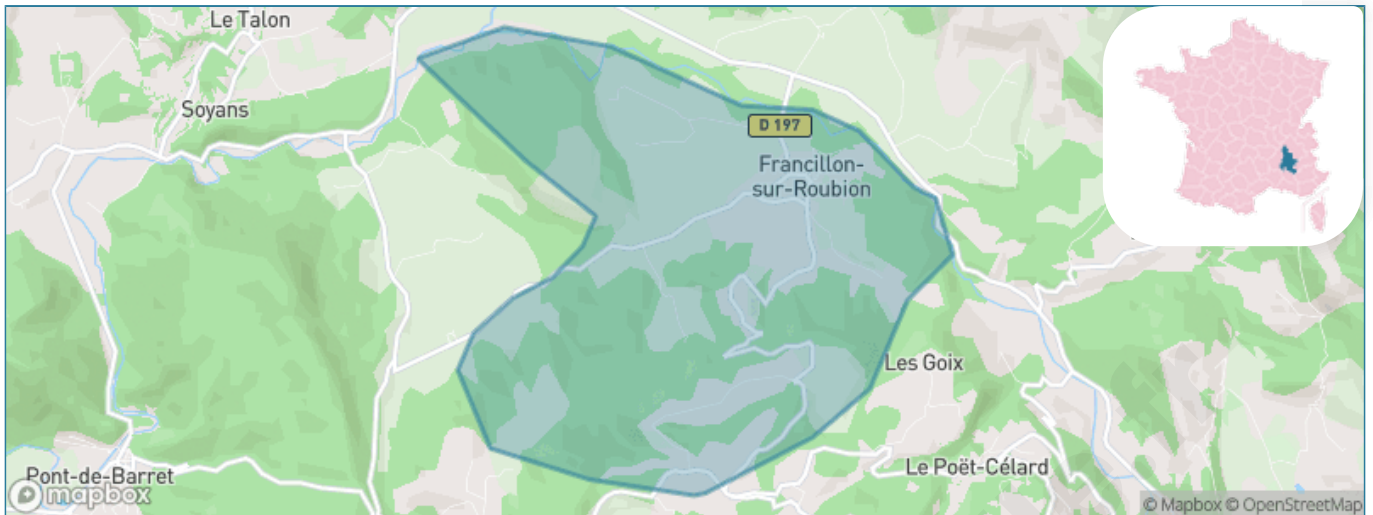 Le Talon
Soyans
D 197
Francillon-
sur-Roubion
Les Goix
Le Poët-Célard
Pont-de-Barret
mapbox
© Mapbox © OpenStreetMap